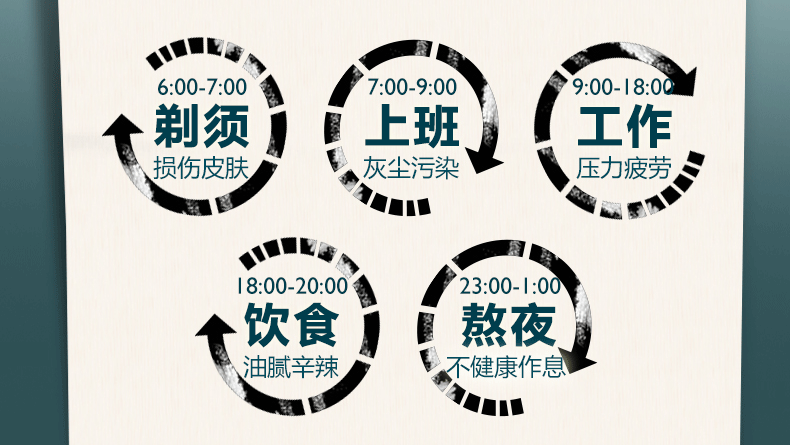 6:00-7:00
剃须
损伤皮肤
7:00-9:00
上班
灰尘污染
9:00-18:00
工作
压力疲劳
18:00-20:00
饮食
油腻辛辣
23:00-1:00
熬夜
不健康作息